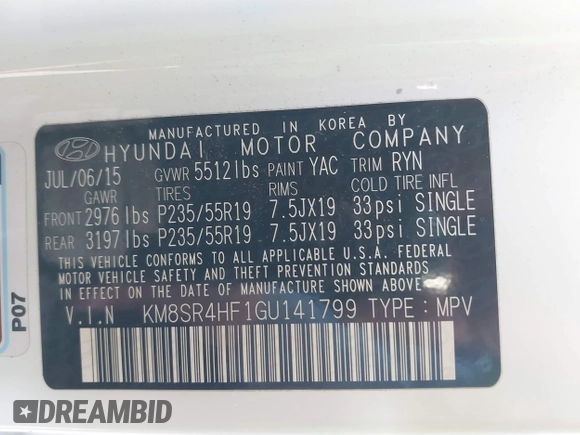 MANUFACTURED IN KOREA BY
HYUNDAI MOTOR COMPANY
JUL/06/15 GVWR 5512lbs PAINT YAC TRIM RYN
GAWR TIRES RIMS COLD TIRE INFL
FRONT 2976lbs P235/55R19 7.5JX19 33psi SINGLE
REAR 3197lbs P235/55R19 7.5JX19 33psi SINGLE
THIS VEHICLE CONFORMS TO ALL APPLICABLE U.S.A. FEDERAL
MOTOR VEHICLE SAFETY AND THEFT PREVENTION STANDARDS
IN EFFECT ON THE DATE OF MANUFACTURE SHOWN ABOVE.
V.I.N KM8SR4HF1GU141799 TYPE : MPV
P07
DREAMBID